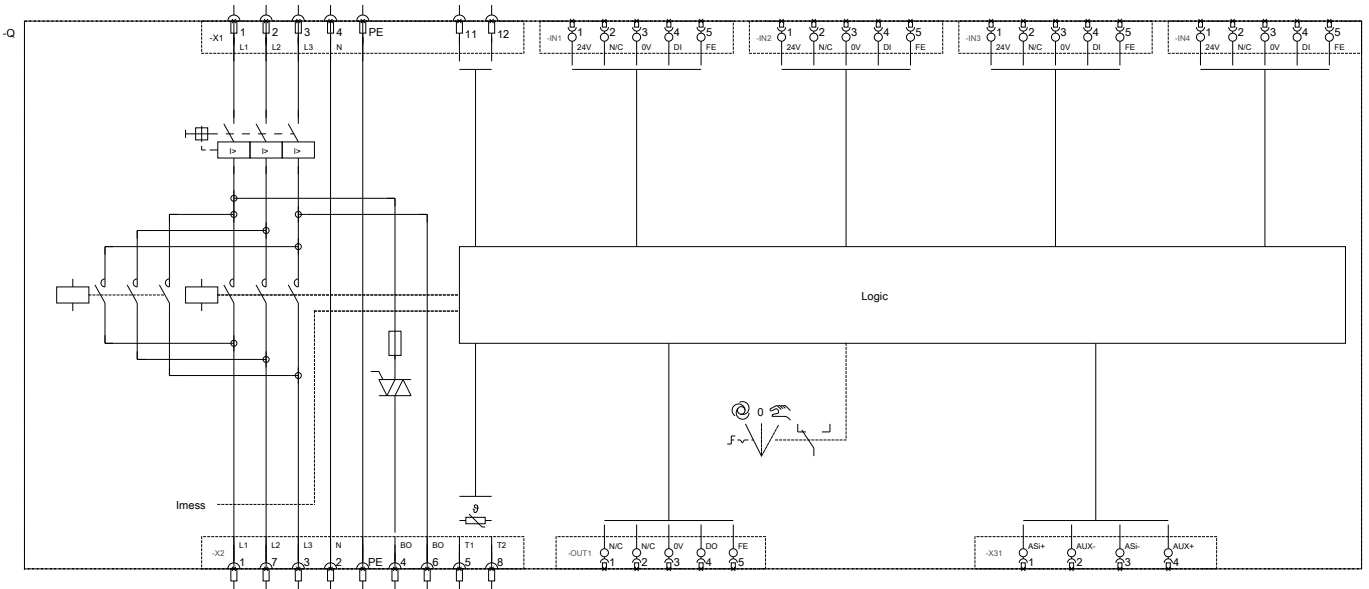 -Q
-X1 1 2 3 4 PE 11 12
L1 L2 L3 N
-IN1 1 2 3 4 5
24V N/C 0V DI FE
-IN2 1 2 3 4 5
24V N/C 0V DI FE
-IN3 1 2 3 4 5
24V N/C 0V DI FE
-IN4 1 2 3 4 5
24V N/C 0V DI FE
I> I> I>
Logic
0
Imess
ϑ
L1 L2 L3 N BO BO T1 T2
-X2 1 7 3 2 PE 4 6 5 8
N/C N/C 0V DO FE
-OUT1 1 2 3 4 5
ASi+ AUX- ASi- AUX+
-X31 1 2 3 4